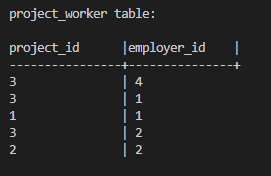 project_worker table:
project_id |employer_id |
----------------+---------------+
3 | 4
3 | 1
1 | 1
3 | 2
2 | 2